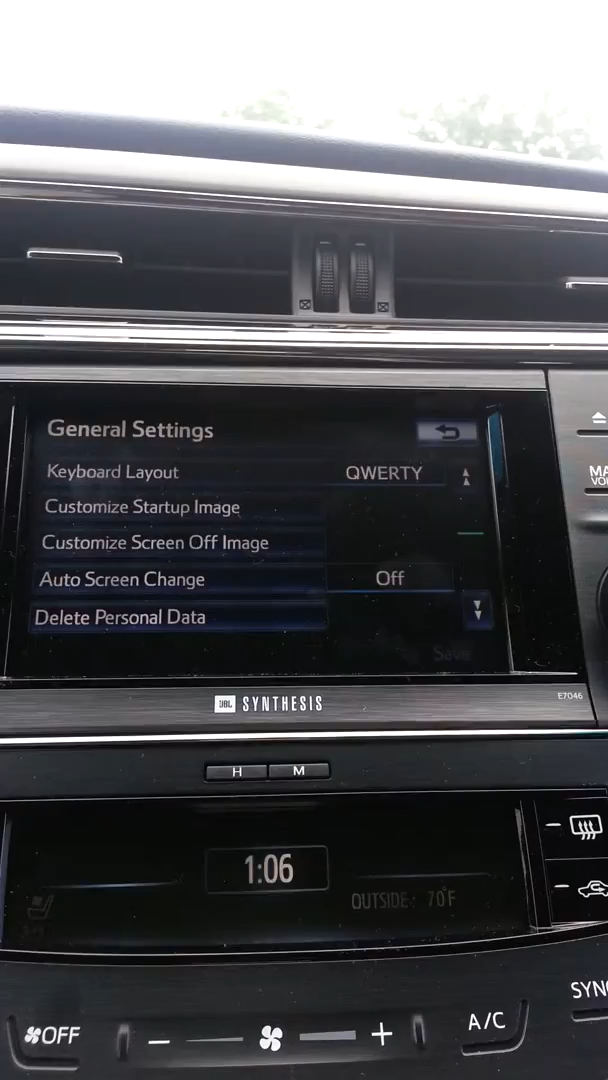 General Settings
Keyboard Layout QWERTY
Customize Startup Image
Customize Screen Off Image
Auto Screen Change Off
Delete Personal Data
Save
JBL SYNTHESIS
E7046
H M
1:06
OUTSIDE: 70°F
SYNC
OFF
A/C